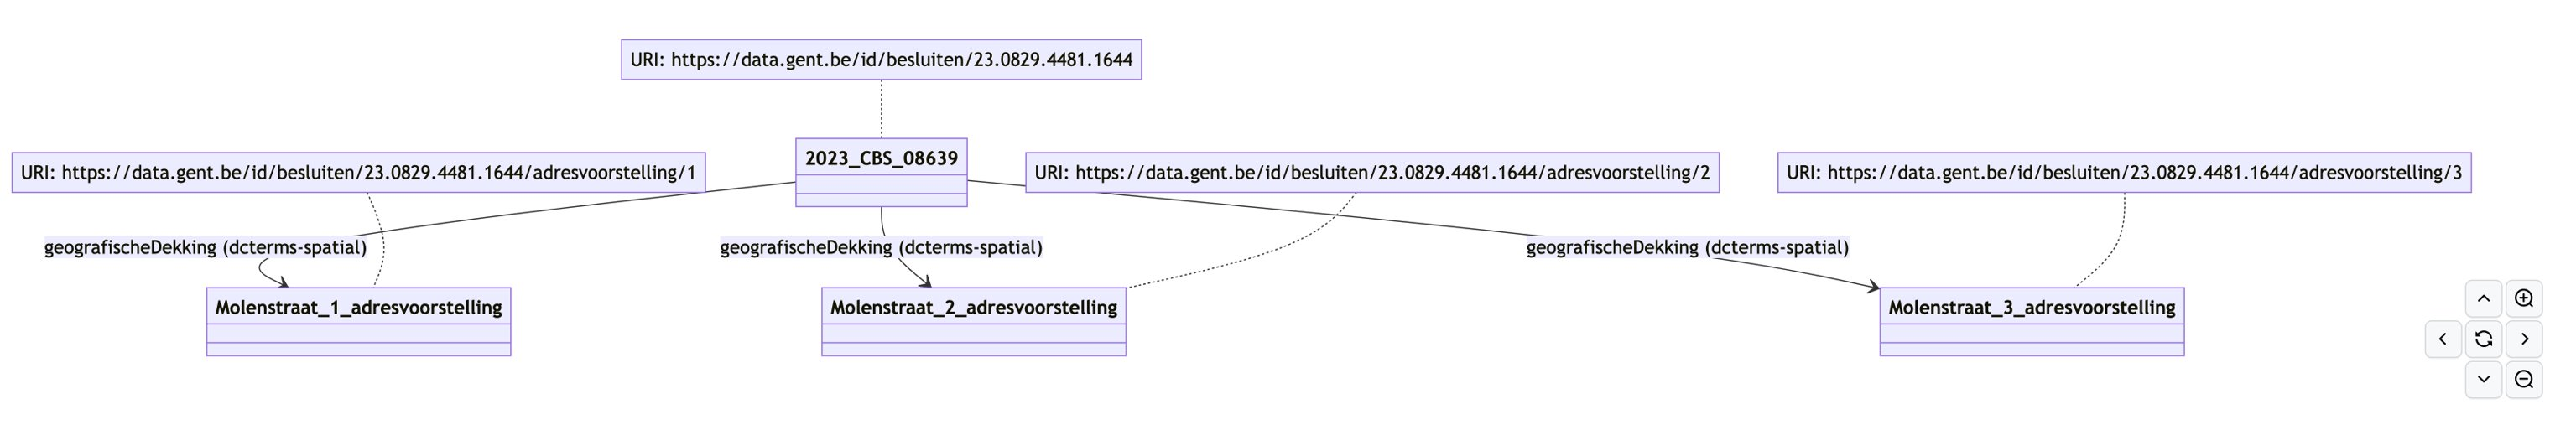 URI: https://data.gent.be/id/besluiten/23.0829.4481.1644
URI: https://data.gent.be/id/besluiten/23.0829.4481.1644/adresvoorstelling/1
2023_CBS_08639
URI: https://data.gent.be/id/besluiten/23.0829.4481.1644/adresvoorstelling/2
URI: https://data.gent.be/id/besluiten/23.0829.4481.1644/adresvoorstelling/3
geografischeDekking (dcterms-spatial)
geografischeDekking (dcterms-spatial)
geografischeDekking (dcterms-spatial)
Molenstraat_1_adresvoorstelling
Molenstraat_2_adresvoorstelling
Molenstraat_3_adresvoorstelling